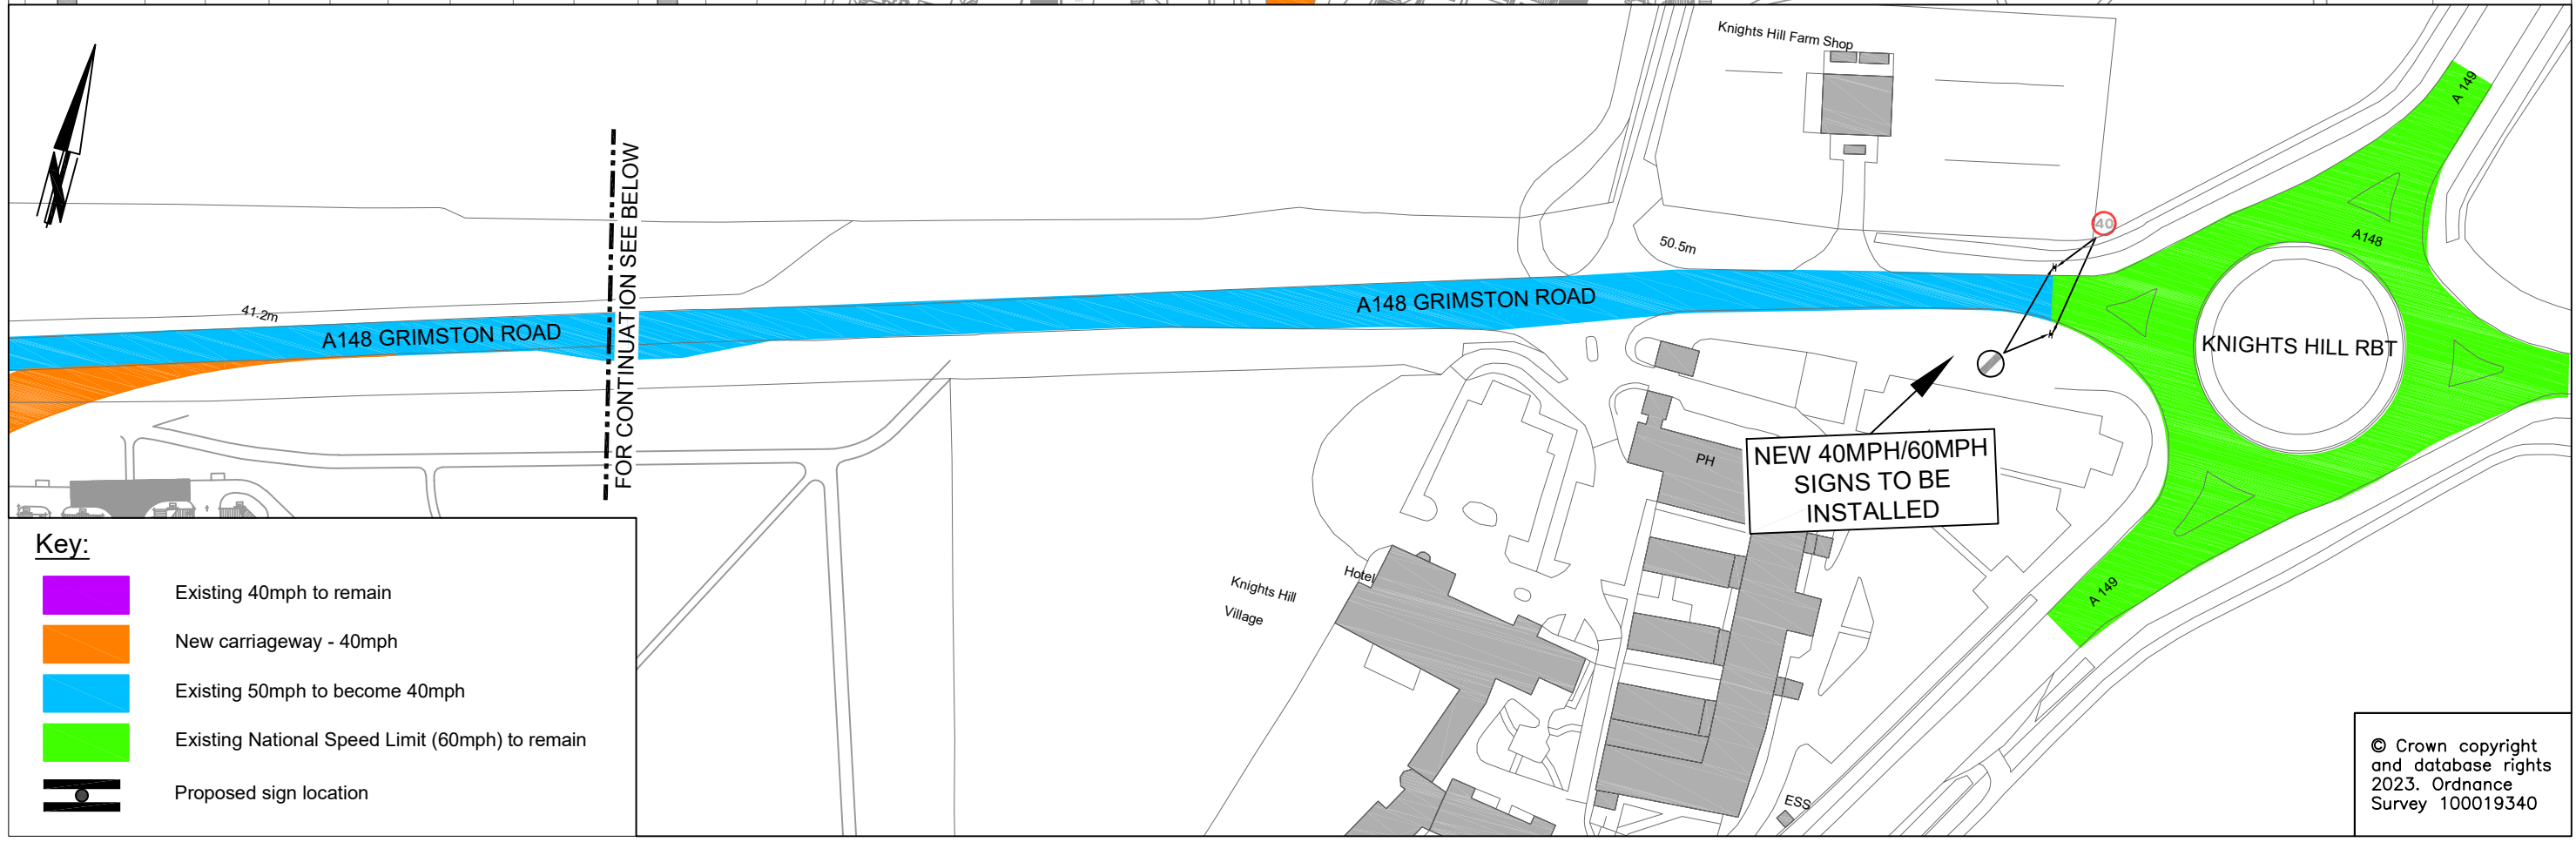 Knights Hill Farm Shop
A 149
40
A148
50.5m
FOR CONTINUATION SEE BELOW
A148 GRIMSTON ROAD
41.2m
A148 GRIMSTON ROAD
KNIGHTS HILL RBT
NEW 40MPH/60MPH
SIGNS TO BE
INSTALLED
PH
Hotel
Knights Hill
Village
A 149
ESS
N
Key:
Existing 40mph to remain
New carriageway - 40mph
Existing 50mph to become 40mph
Existing National Speed Limit (60mph) to remain
Proposed sign location
© Crown copyright
and database rights
2023. Ordnance
Survey 100019340